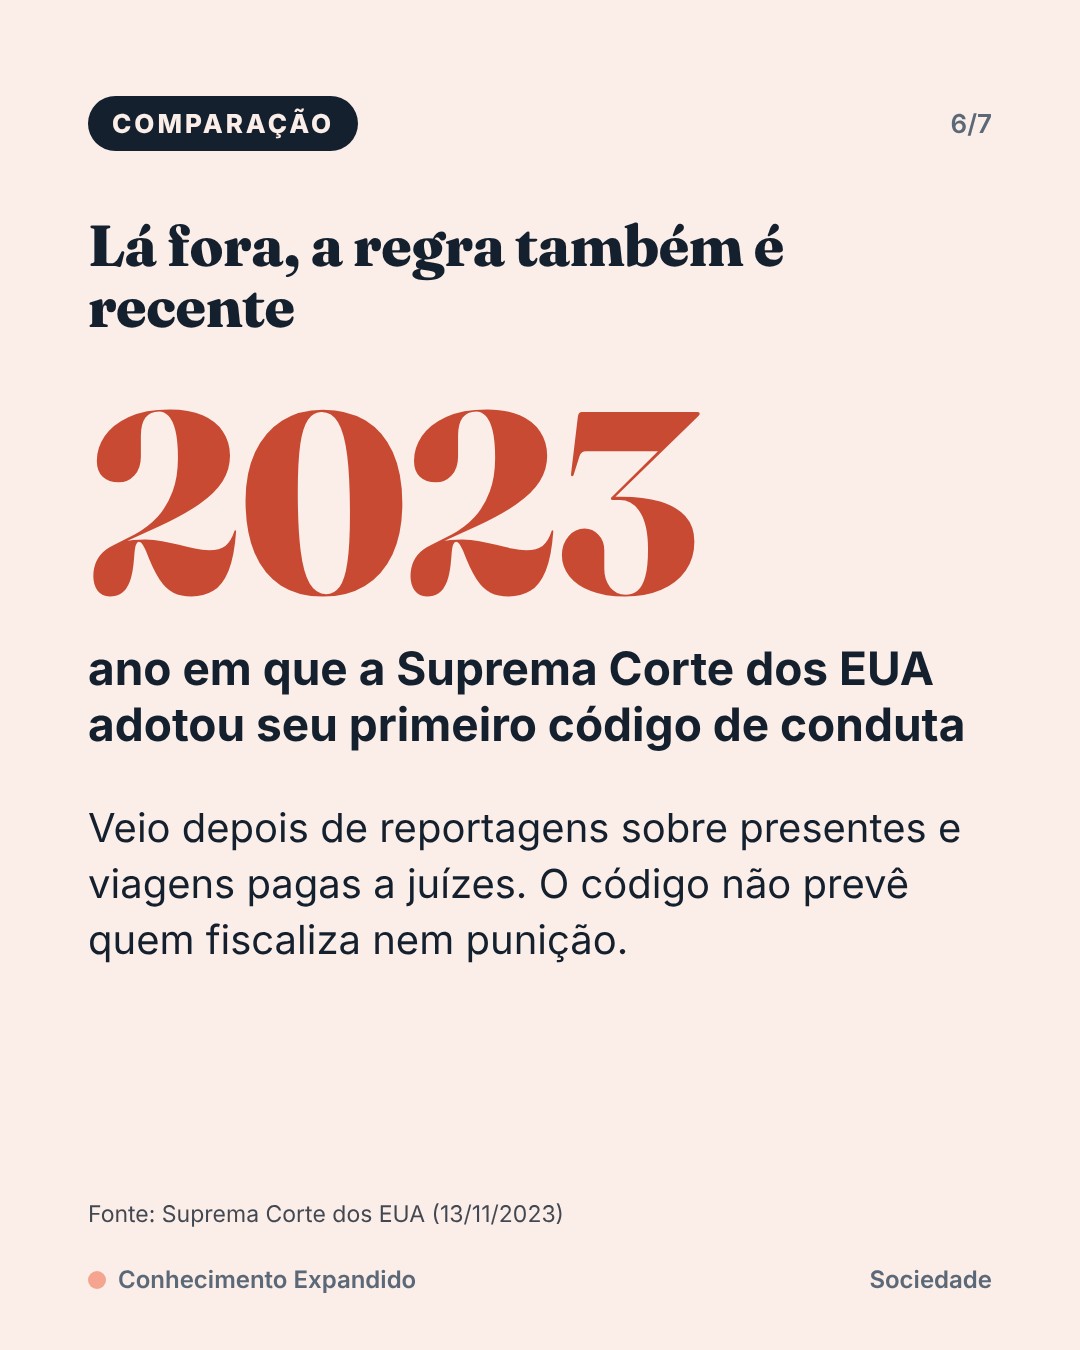 COMPARAÇÃO
6/7
Lá fora, a regra também é
recente
2023
ano em que a Suprema Corte dos EUA
adotou seu primeiro código de conduta
Veio depois de reportagens sobre presentes e
viagens pagas a juízes. O código não prevê
quem fiscaliza nem punição.
Fonte: Suprema Corte dos EUA (13/11/2023)
Conhecimento Expandido
Sociedade